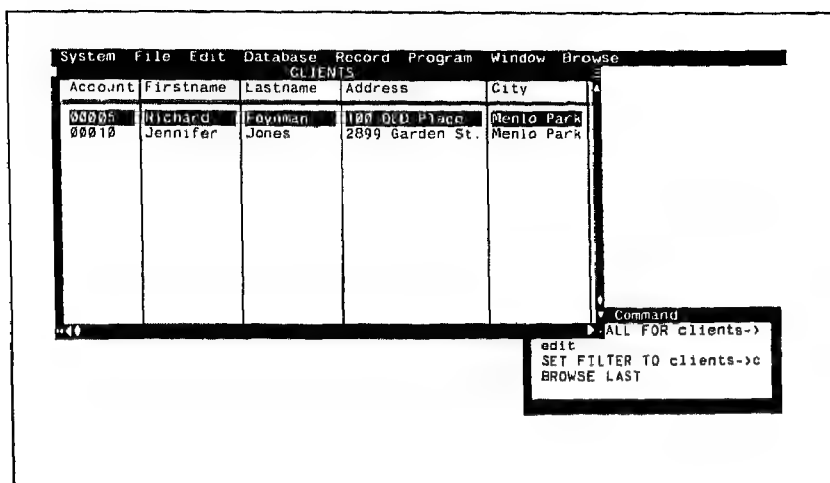 System File Edit Database Record Program Window Browse
CLIENTS
Account Firstname Lastname Address City
00005 Richard Feynman 100 QED Place Menlo Park
00010 Jennifer Jones 2899 Garden St. Menlo Park
Command
ALL FOR clients->
edit
SET FILTER TO clients->c
BROWSE LAST